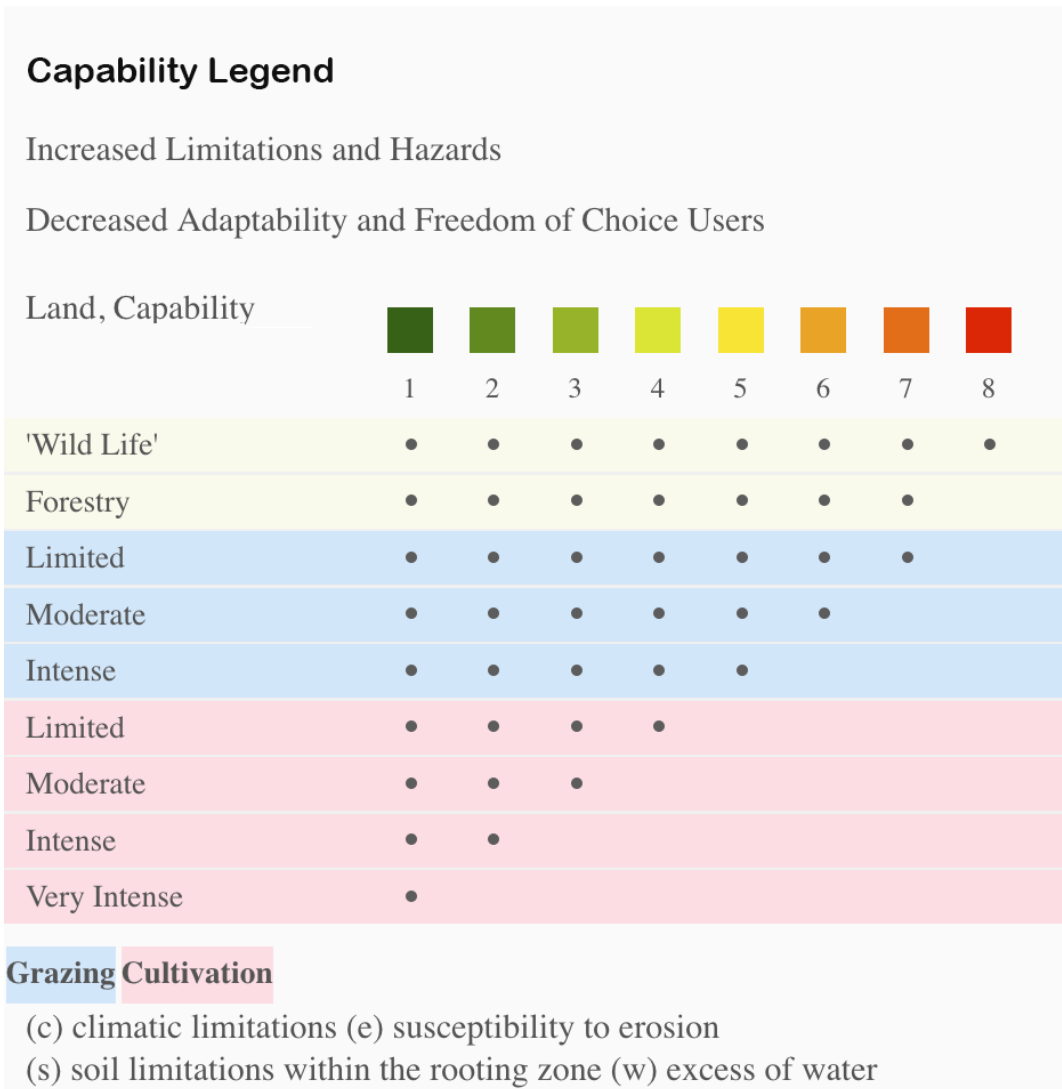 Capability Legend
Increased Limitations and Hazards
Decreased Adaptability and Freedom of Choice Users
Land, Capability
1 2 3 4 5 6 7 8
'Wild Life' • • • • • • • •
Forestry • • • • • • •
Limited • • • • • • •
Moderate • • • • • •
Intense • • • • •
Limited • • • •
Moderate • • •
Intense • •
Very Intense •
Grazing Cultivation
(c) climatic limitations (e) susceptibility to erosion
(s) soil limitations within the rooting zone (w) excess of water